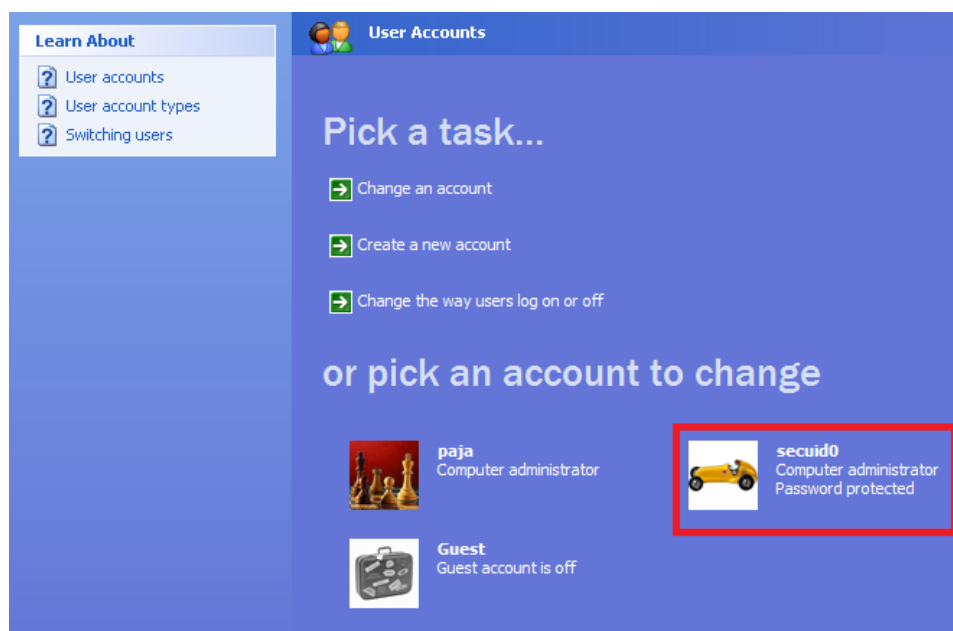 Learn About
User accounts
User account types
Switching users
User Accounts
Pick a task...
Change an account
Create a new account
Change the way users log on or off
or pick an account to change
paja
Computer administrator
secuid0
Computer administrator
Password protected
Guest
Guest account is off